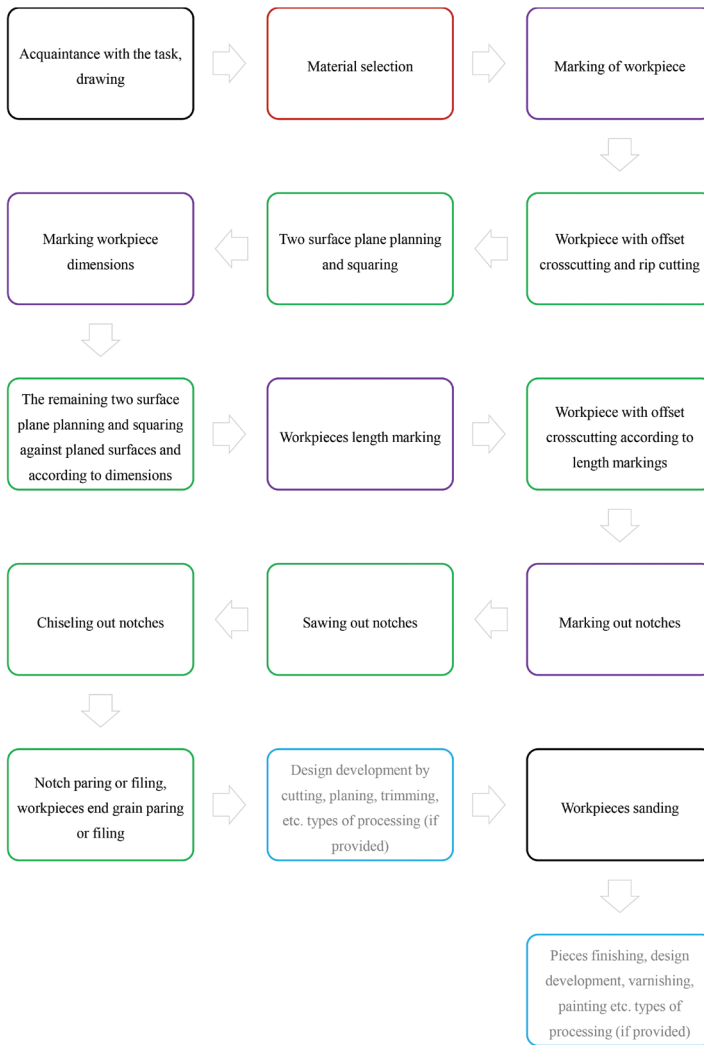 Acquaintance with the task,
drawing
Material selection
Marking of workpiece
Workpiece with offset
crosscutting and rip cutting
Two surface plane planning
and squaring
Marking workpiece
dimensions
The remaining two surface
plane planning and squaring
against planed surfaces and
according to dimensions
Workpieces length marking
Workpiece with offset
crosscutting according to
length markings
Marking out notches
Sawing out notches
Chiseling out notches
Notch paring or filing,
workpieces end grain paring
or filing
Design development by
cutting, planing, trimming,
etc. types of processing (if
provided)
Workpieces sanding
Pieces finishing, design
development, varnishing,
painting etc. types of
processing (if provided)